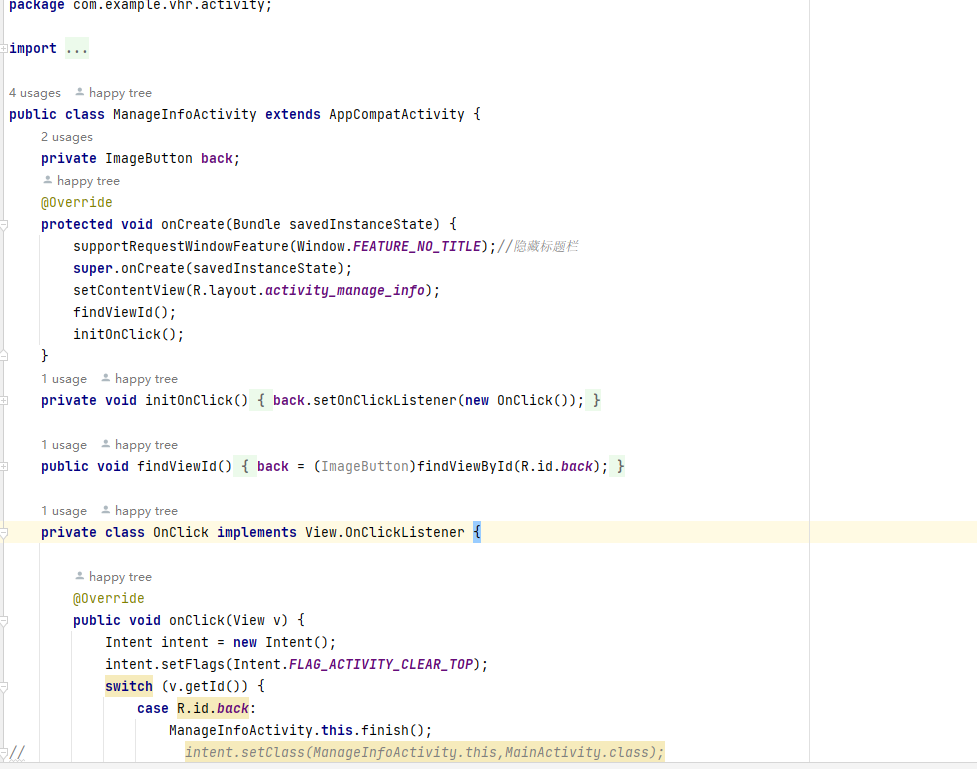 package com.example.vhr.activity;
import ...
4 usages happy tree
public class ManageInfoActivity extends AppCompatActivity {
2 usages
private ImageButton back;
happy tree
@Override
protected void onCreate(Bundle savedInstanceState) {
supportRequestWindowFeature(Window.FEATURE_NO_TITLE);//隐藏标题栏
super.onCreate(savedInstanceState);
setContentView(R.layout.activity_manage_info);
findViewId();
initOnClick();
}
1 usage happy tree
private void initOnClick() { back.setOnClickListener(new OnClick()); }
1 usage happy tree
public void findViewId() { back = (ImageButton)findViewById(R.id.back); }
1 usage happy tree
private class OnClick implements View.OnClickListener {
happy tree
@Override
public void onClick(View v) {
Intent intent = new Intent();
intent.setFlags(Intent.FLAG_ACTIVITY_CLEAR_TOP);
switch (v.getId()) {
case R.id.back:
ManageInfoActivity.this.finish();
// intent.setClass(ManageInfoActivity.this,MainActivity.class);